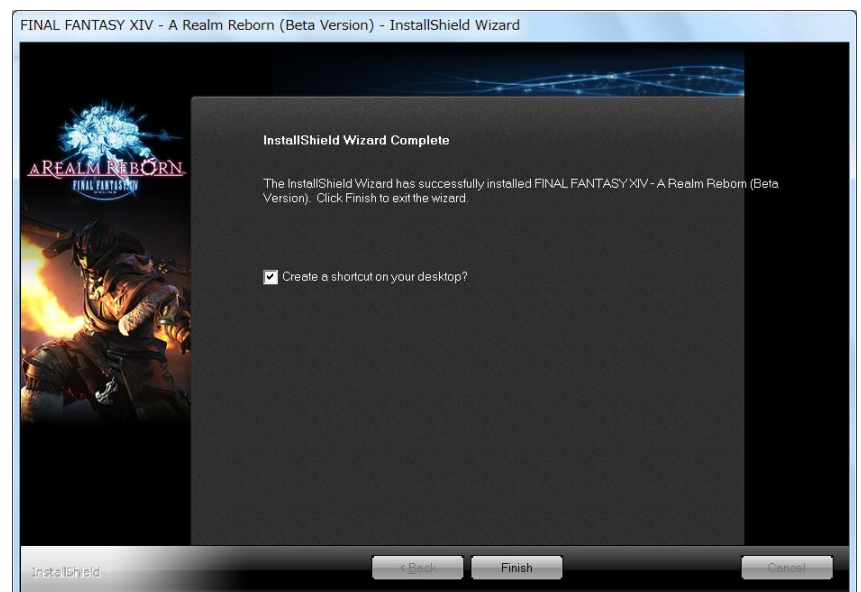 FINAL FANTASY XIV - A Realm Reborn (Beta Version) - InstallShield Wizard
A REALM REBORN
FINAL FANTASY XIV
ONLINE
InstallShield Wizard Complete
The InstallShield Wizard has successfully installed FINAL FANTASY XIV - A Realm Reborn (Beta
Version). Click Finish to exit the wizard.
Create a shortcut on your desktop?
InstallShield
< Back
Finish
Cancel